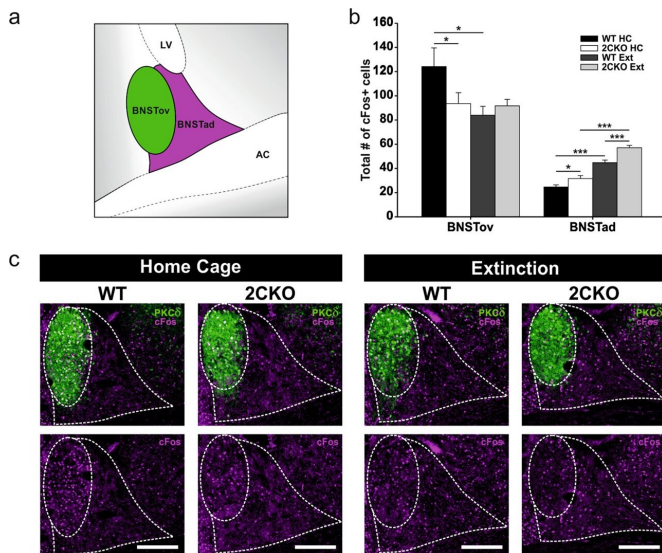 a
LV
BNSTov
BNSTad
AC
b
Total # of cFos+ cells
160
140
120
100
80
60
40
20
0
*
*
WT HC
2CKO HC
WT Ext
2CKO Ext
***
***
***
*
BNSTov
BNSTad
c
Home Cage
Extinction
WT
2CKO
WT
2CKO
PKCδ
cFos
PKCδ
cFos
PKCδ
cFos
PKCδ
cFos
cFos
cFos
cFos
cFos